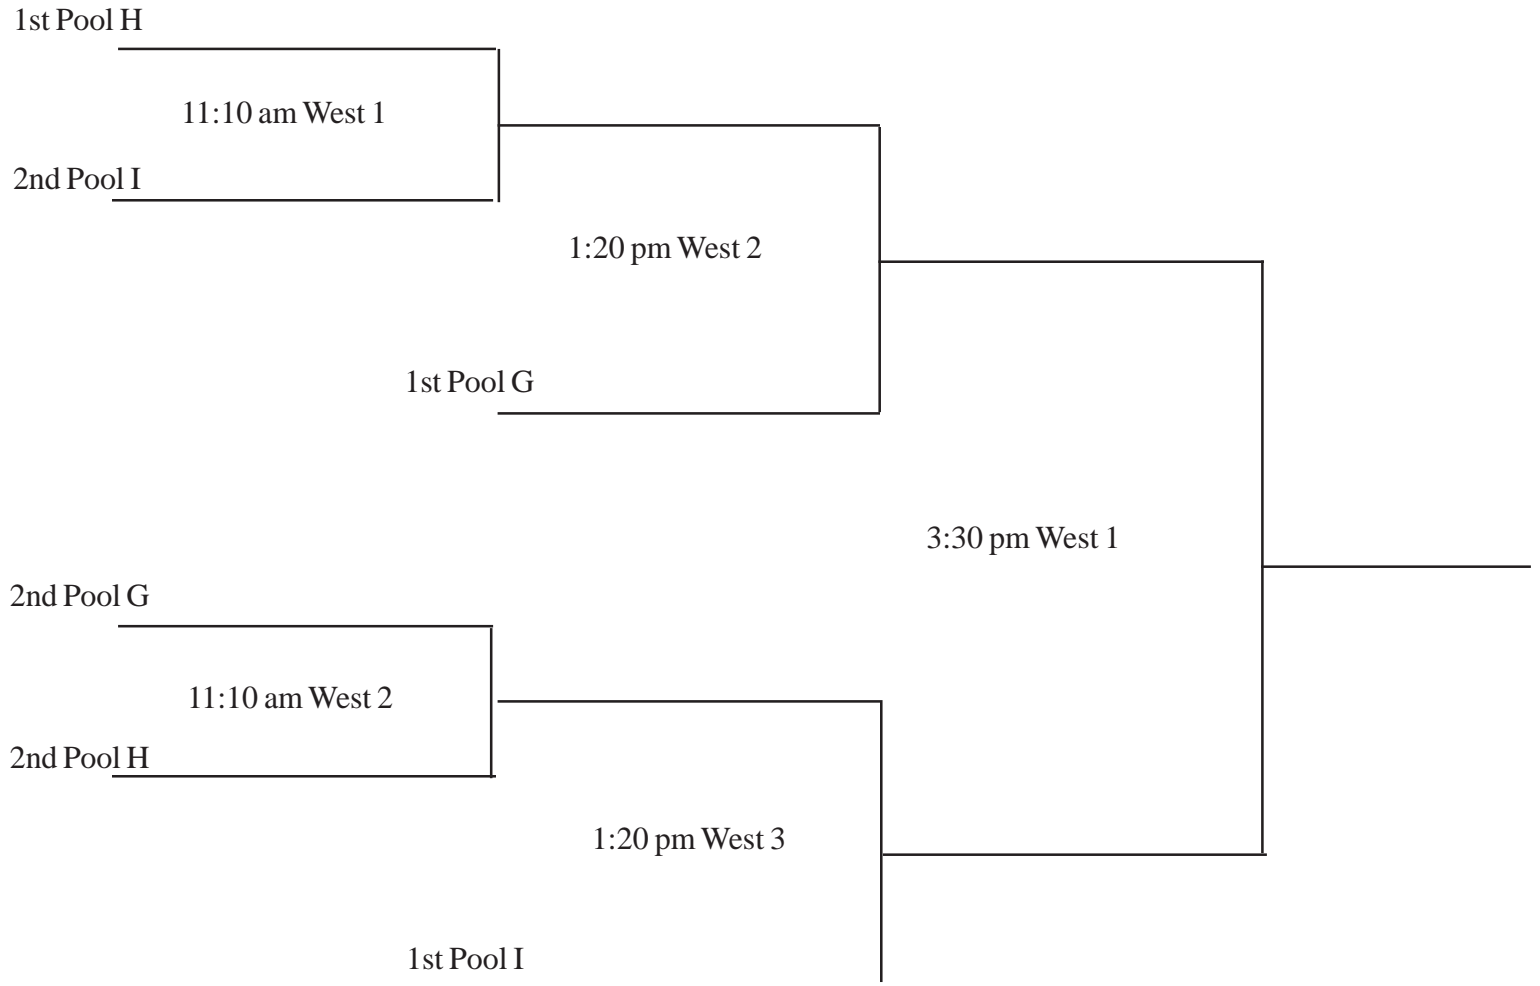 1st Pool H
11:10 am West 1
2nd Pool I
1:20 pm West 2
1st Pool G
3:30 pm West 1
2nd Pool G
11:10 am West 2
2nd Pool H
1:20 pm West 3
1st Pool I